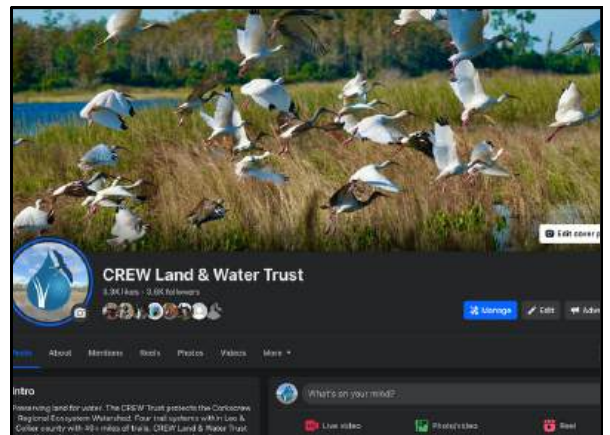 Edit cover p
CREW Land & Water Trust
3.3K likes • 3.8K followers
Manage
Edit
Adve
Posts
About
Mentions
Reels
Photos
Videos
More
Intro
What's on your mind?
Preserving land for water. The CREW Trust protects the Corkscrew
Regional Ecosystem Watershed. Four trail systems within Lee &
Collier county with 40+ miles of trails. CREW Land & Water Trust
Live video
Photo/video
Reel